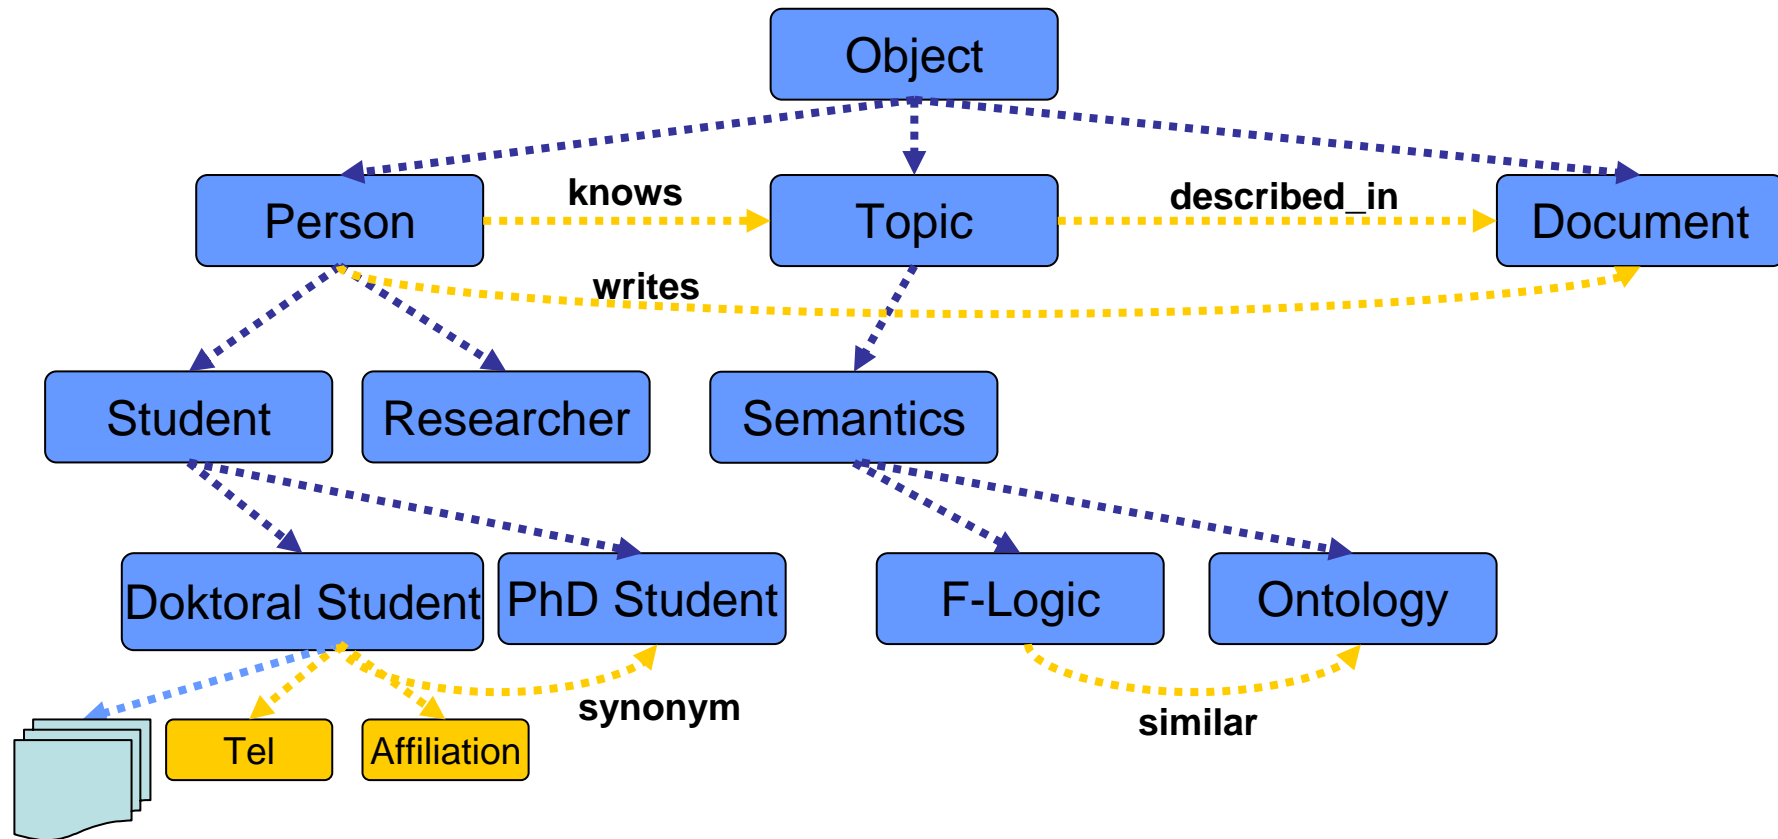 Object
knows
described_in
Person
Topic
Document
writes
Student
Researcher
Semantics
Doktoral Student
PhD Student
F-Logic
Ontology
synonym
similar
Tel
Affiliation